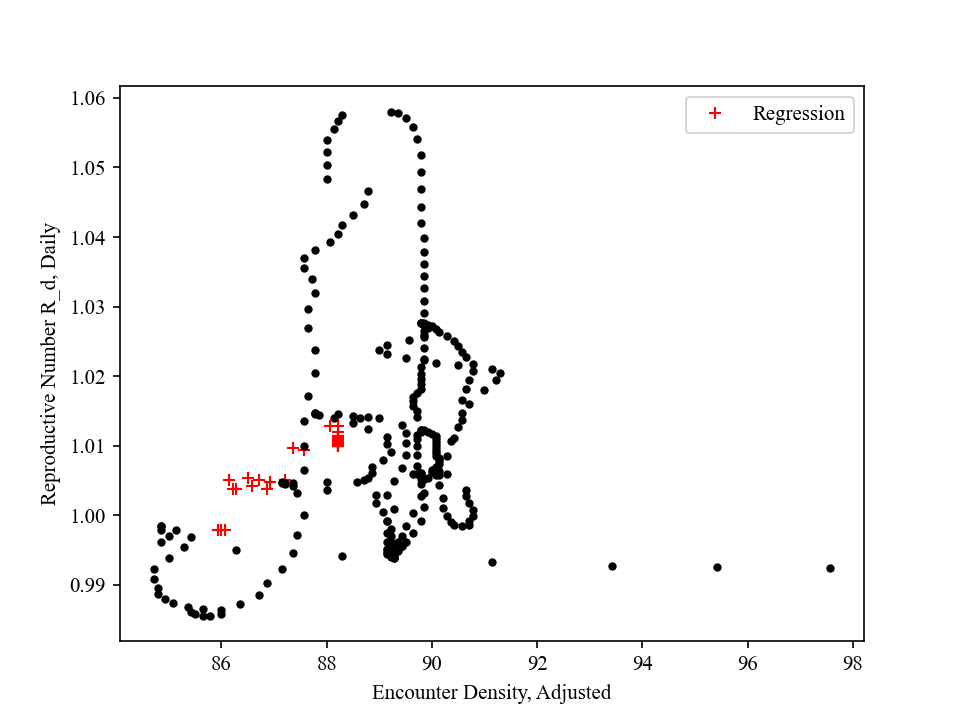 Regression
1.06
1.05
1.04
1.03
1.02
1.01
1.00
0.99
Reproductive Number R_d, Daily
86 88 90 92 94 96 98
Encounter Density, Adjusted